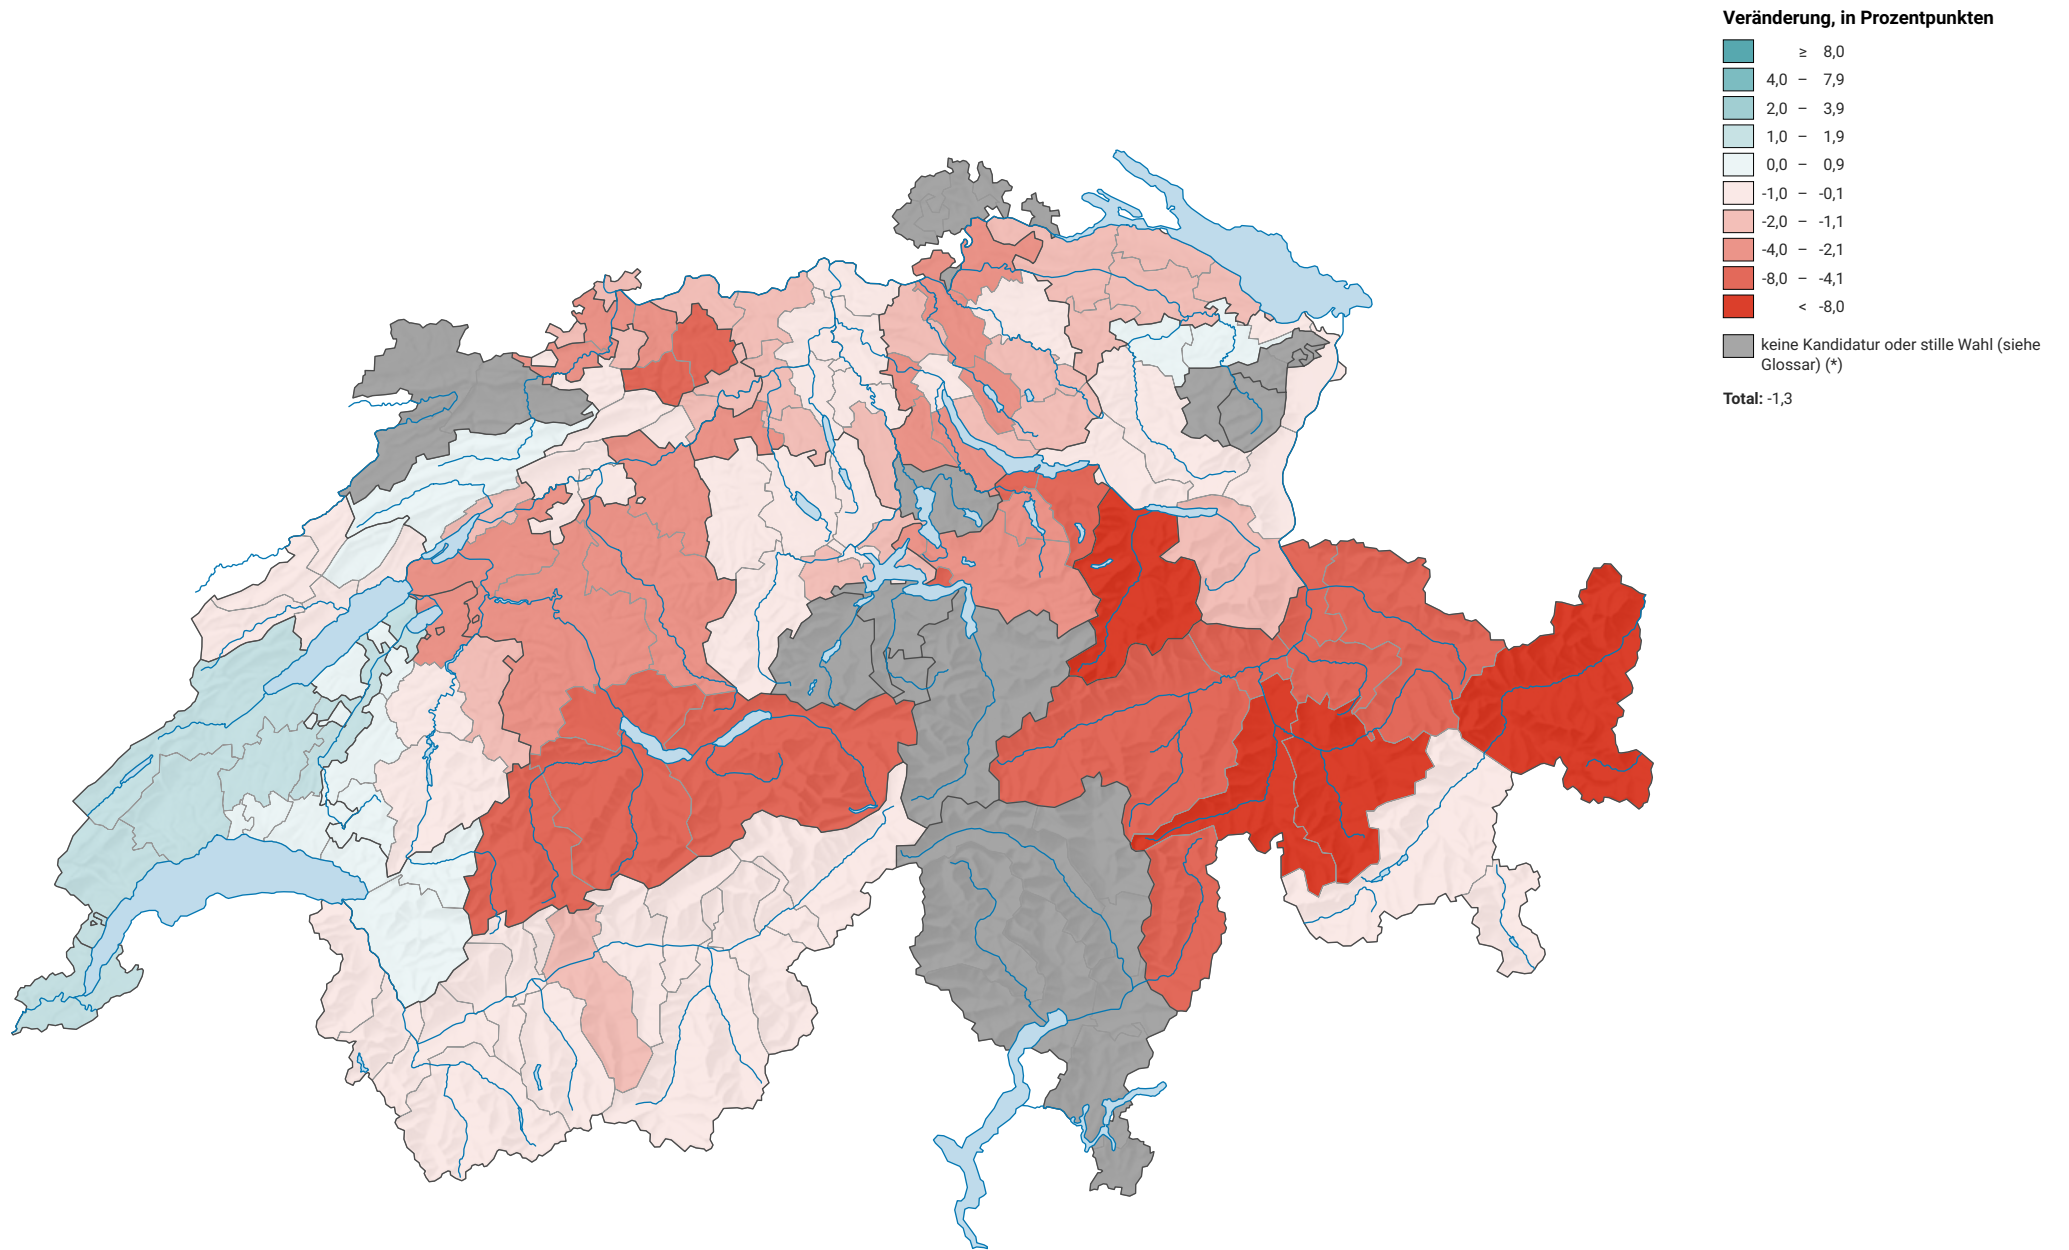 Veränderung, in Prozentpunkten
≥ 8,0
4,0 – 7,9
2,0 – 3,9
1,0 – 1,9
0,0 – 0,9
-1,0 – -0,1
-2,0 – -1,1
-4,0 – -2,1
-8,0 – -4,1
< -8,0
keine Kandidatur oder stille Wahl (siehe
Glossar) (*)
Total: -1,3